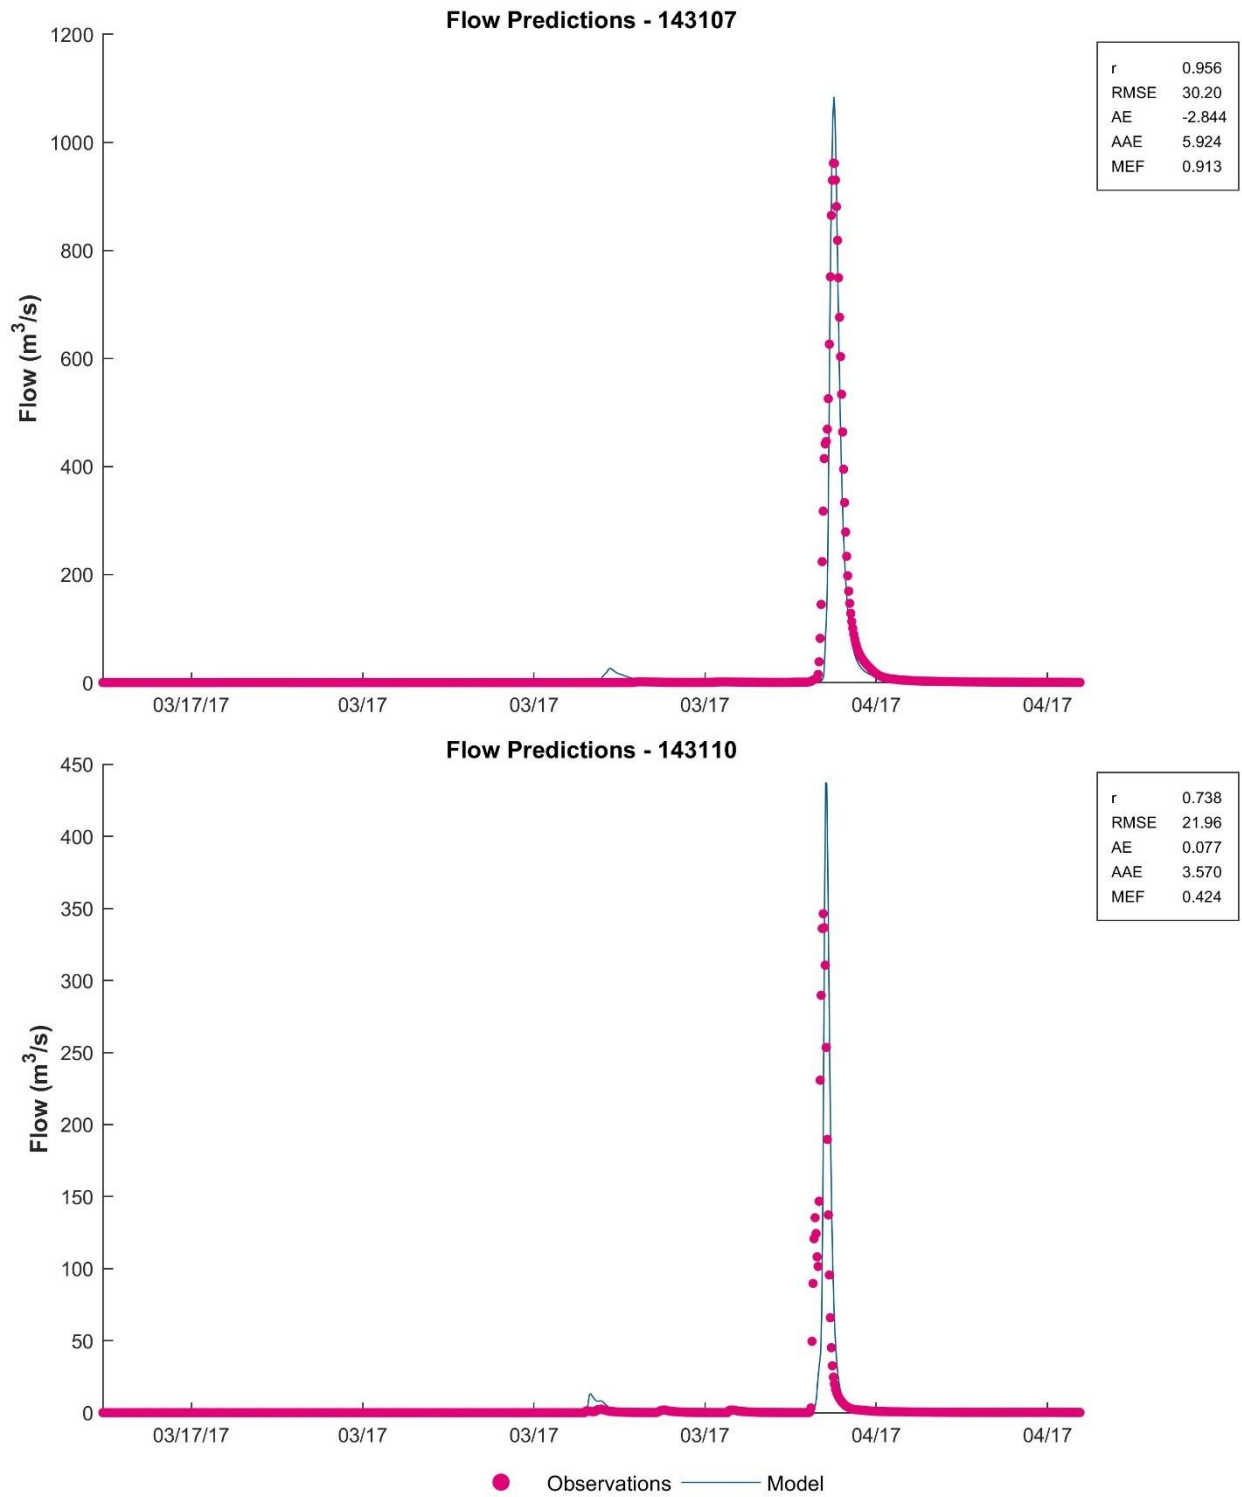 Flow Predictions - 143107
1200
1000
800
600
400
200
0
Flow (m³/s)
03/17/17 03/17 03/17 03/17 04/17 04/17
r 0.956
RMSE 30.20
AE -2.844
AAE 5.924
MEF 0.913
Flow Predictions - 143110
450
400
350
300
250
200
150
100
50
0
Flow (m³/s)
03/17/17 03/17 03/17 03/17 04/17 04/17
r 0.738
RMSE 21.96
AE 0.077
AAE 3.570
MEF 0.424
Observations Model